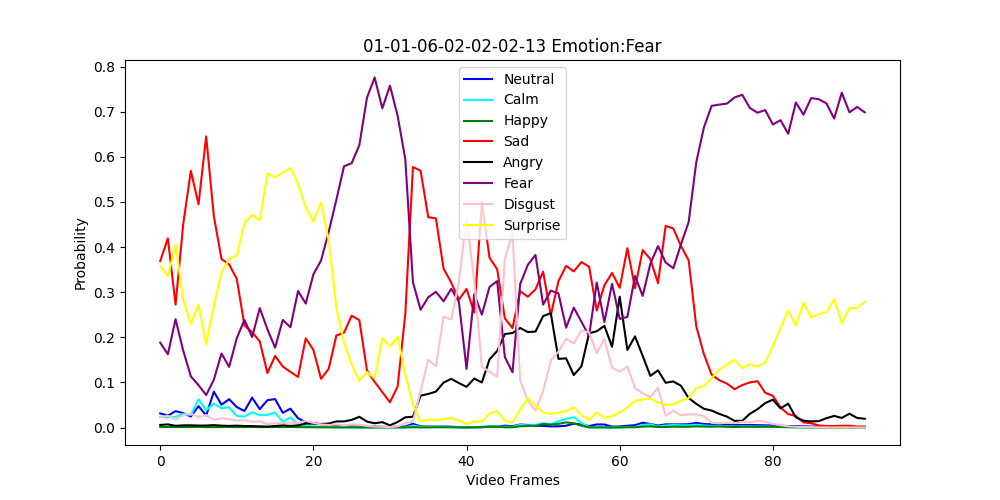 01-01-06-02-02-02-13 Emotion:Fear
0.8
0.7
0.6
0.5
0.4
0.3
0.2
0.1
0.0
Probability
Neutral
Calm
Happy
Sad
Angry
Fear
Disgust
Surprise
0 20 40 60 80
Video Frames